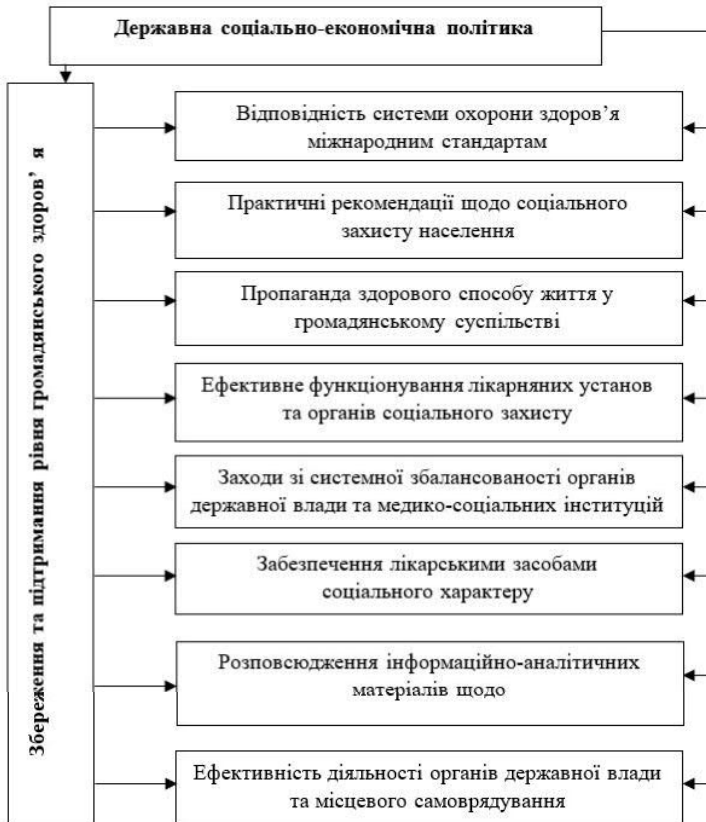 Державна соціально-економічна політика
Збереження та підтримання рівня громадянського здоров’ я
Відповідність системи охорони здоров’я
міжнародним стандартам
Практичні рекомендації щодо соціального
захисту населення
Пропаганда здорового способу життя у
громадянському суспільстві
Ефективне функціонування лікарняних установ
та органів соціального захисту
Заходи зі системної збалансованості органів
державної влади та медико-соціальних інституцій
Забезпечення лікарськими засобами
соціального характеру
Розповсюдження інформаційно-аналітичних
матеріалів щодо
Ефективність діяльності органів державної влади
та місцевого самоврядування